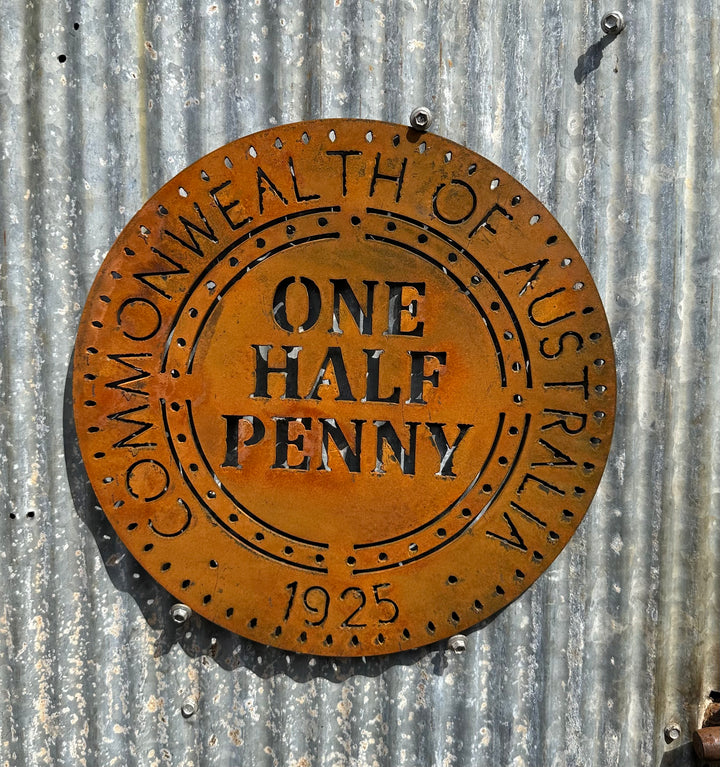 COMMONWEALTH OF AUSTRALIA
ONE
HALF
PENNY
1925